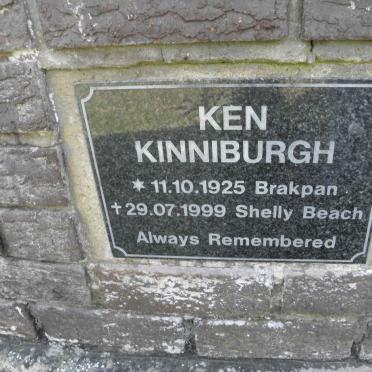 KEN
KINNIBURGH
* 11.10.1925 Brakpan
† 29.07.1999 Shelly Beach
Always Remembered